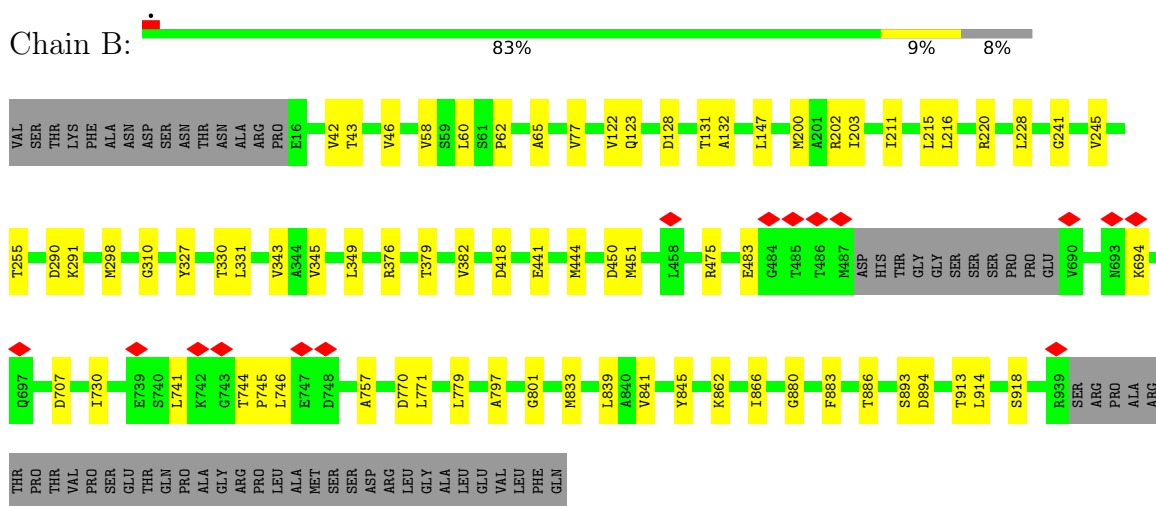 Chain B:
83% 9% 8%
VAL SER THR LYS PHE ALA ASN ASP SER ASN THR ASN ALA ARG PRO E16 V42 T43 V46 V58 S59 L60 S61 P62 A65 V77 V122 Q123 D128 T131 A132 L147 M200 A201 R202 I203 I211 L215 L216 R220 L228 G241 V245
T255 D290 K291 M298 G310 Y327 T330 L331 V343 A344 V345 L349 R376 T379 V382 D418 E441 M444 D450 M451 L458 R475 E483 G484 T485 T486 M487 ASP HIS THR GLY GLY SER SER SER PRO PRO GLU V690 N693 K694
Q697 D707 I730 E739 S740 L741 K742 G743 T744 P745 L746 E747 D748 A757 D770 L771 L779 A797 G801 M833 L839 A840 V841 Y845 K862 I866 G880 F883 T886 S893 D894 T913 L914 S918 R939 SER ARG PRO ALA ARG
THR PRO THR VAL PRO SER GLU THR GLN PRO ALA GLY ARG PRO LEU ALA MET SER SER ASP ARG LEU GLY ALA LEU GLU VAL LEU PHE GLN